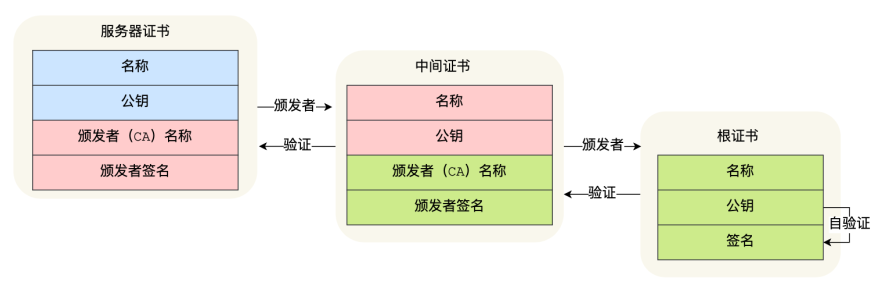 服务器证书
名称
公钥
颁发者（CA）名称
颁发者签名
颁发者
验证
中间证书
名称
公钥
颁发者（CA）名称
颁发者签名
颁发者
验证
根证书
名称
公钥
签名
自验证